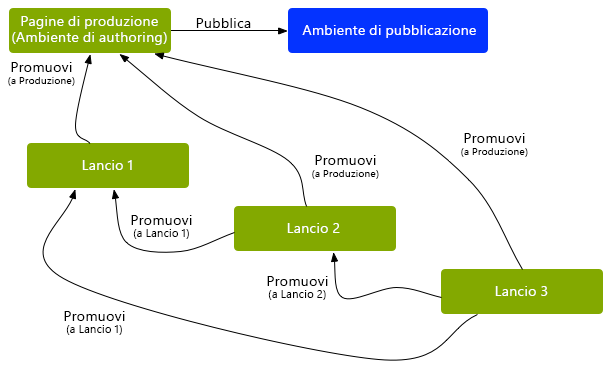 Pagine di produzione
(Ambiente di authoring)
Pubblica
Ambiente di pubblicazione
Promuovi
(a Produzione)
Promuovi
(a Produzione)
Promuovi
(a Produzione)
Lancio 1
Promuovi
(a Lancio 1)
Lancio 2
Promuovi
(a Lancio 2)
Lancio 3
Promuovi
(a Lancio 1)